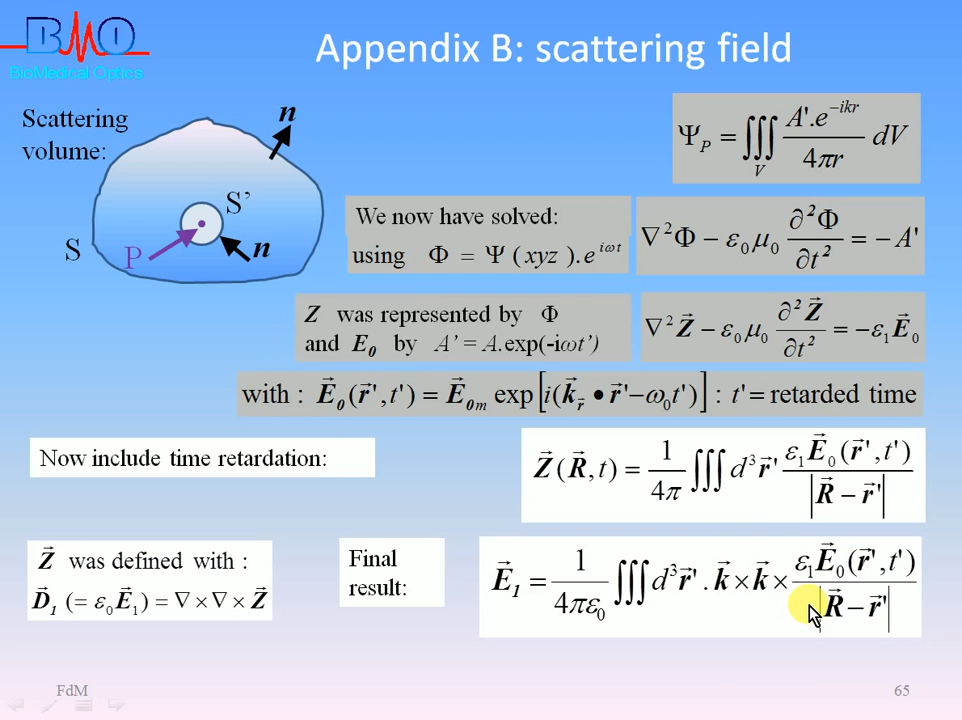 BMO
BioMedical Optics
Appendix B: scattering field
Scattering
volume:
n
S'
S
P
n
Ψ_P = ∭_V (A'.e^{-ikr} / 4πr) dV
We now have solved:
using Φ = Ψ(xyz).e^{iωt}
∇²Φ − ε₀μ₀ ∂²Φ/∂t² = −A'
Z was represented by Φ
and E₀ by A' = A.exp(-iωt')
∇²Z⃗ − ε₀μ₀ ∂²Z⃗/∂t² = −ε₁E⃗₀
with : E⃗₀(r⃗',t') = E⃗₀ₘ exp[i(k⃗_r⃗ • r⃗'−ω₀t')] : t' = retarded time
Now include time retardation:
Z⃗(R⃗,t) = 1/4π ∭ d³r⃗' ε₁E⃗₀(r⃗',t') / |R⃗ − r⃗'|
Z⃗ was defined with :
D⃗₁ (= ε₀E⃗₁) = ∇×∇×Z⃗
Final
result:
E⃗₁ = 1/4πε₀ ∭ d³r⃗'. k⃗×k⃗× ε₁E⃗₀(r⃗',t') / |R⃗ − r⃗'|
FdM
65